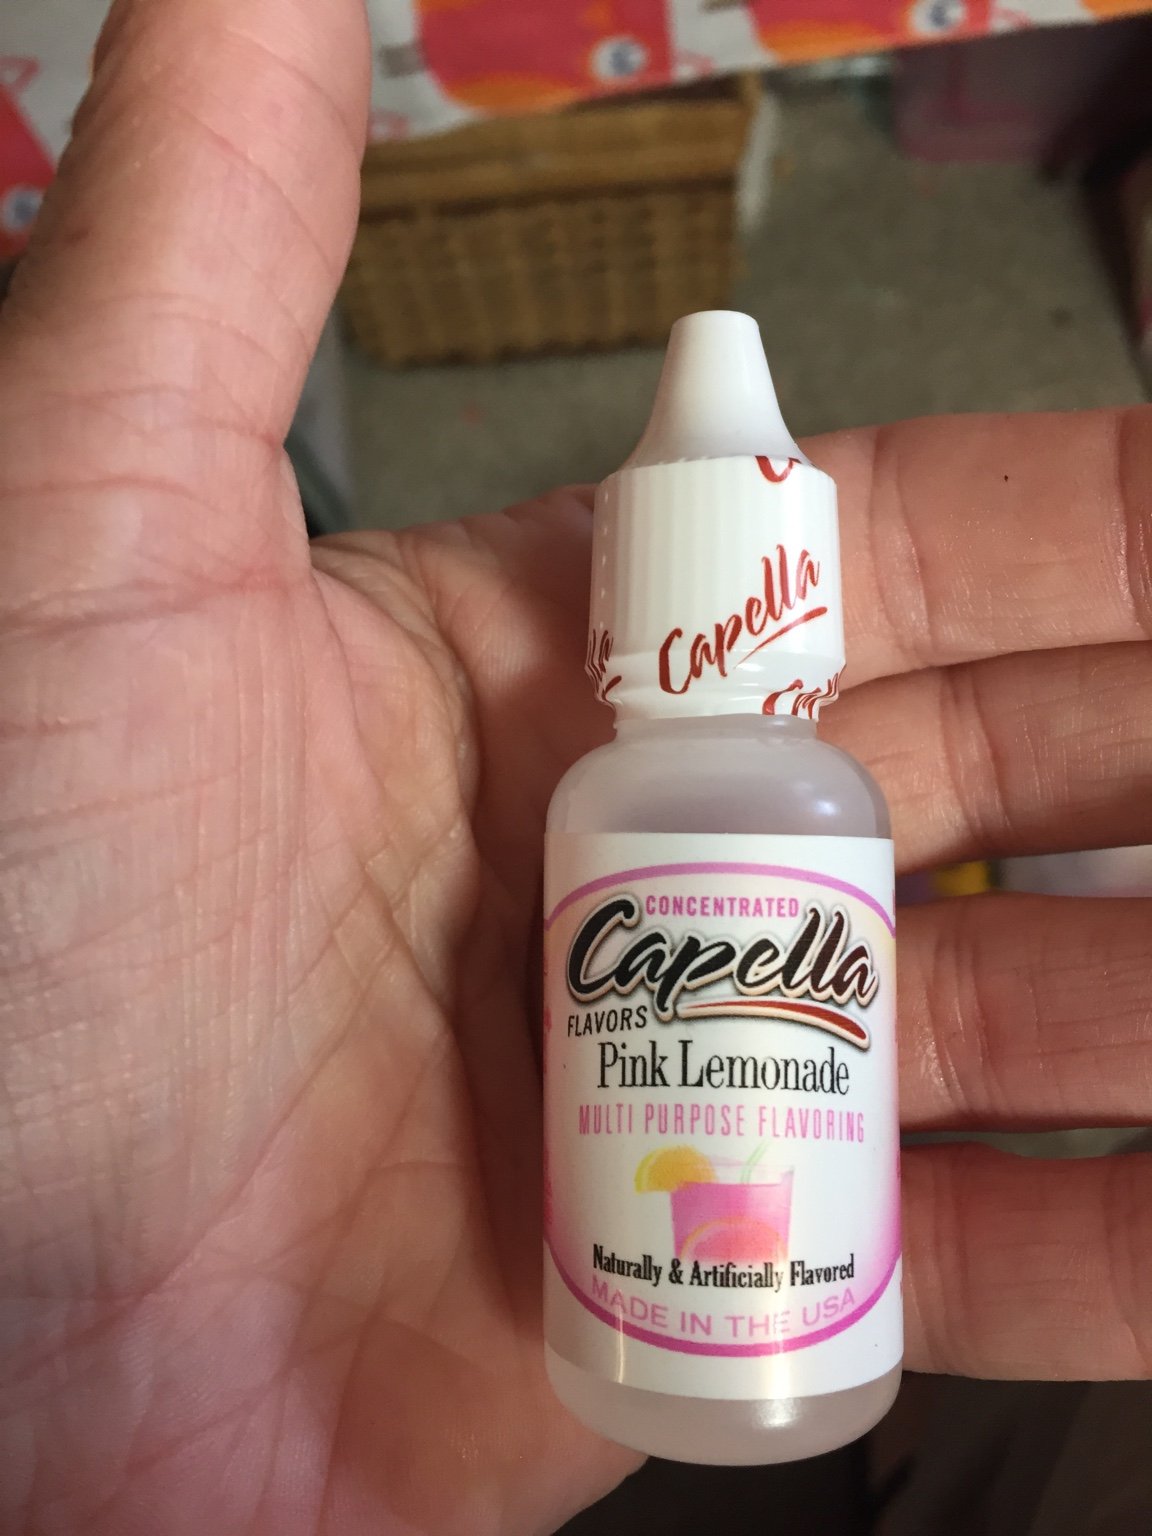 Capella
CONCENTRATED
Capella
FLAVORS
Pink Lemonade
MULTI PURPOSE FLAVORING
Naturally & Artificially Flavored
MADE IN THE USA